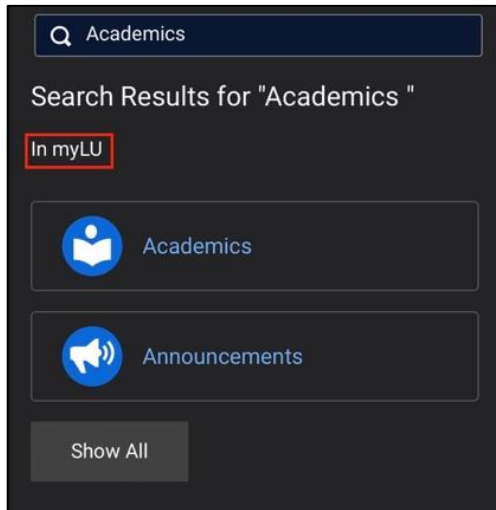 Academics
Search Results for "Academics "
In myLU
Academics
Announcements
Show All